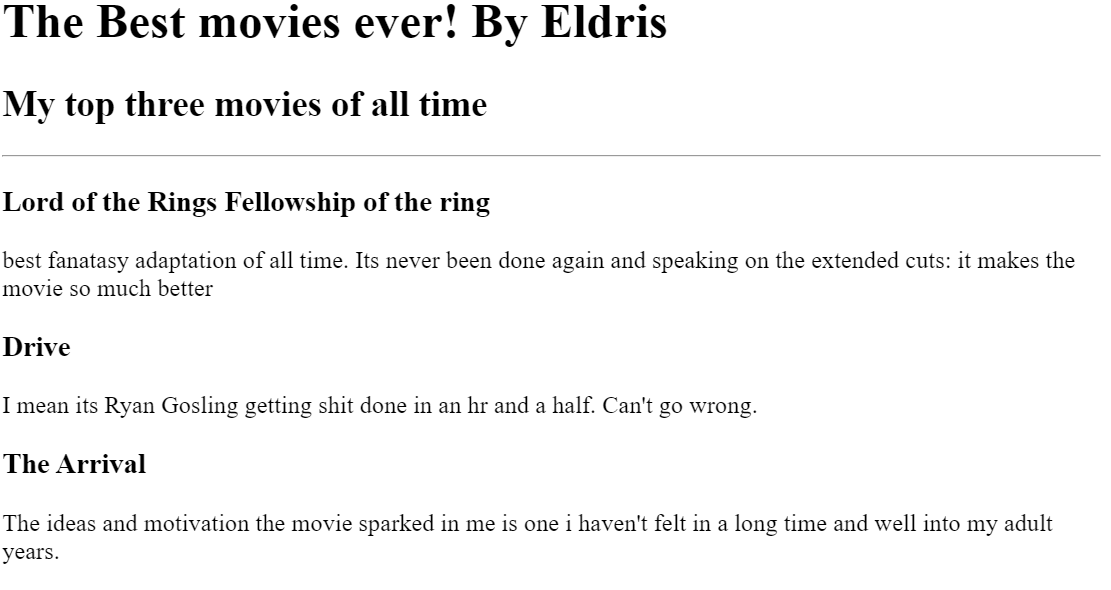 The Best movies ever! By Eldris
My top three movies of all time
Lord of the Rings Fellowship of the ring
best fanatasy adaptation of all time. Its never been done again and speaking on the extended cuts: it makes the
movie so much better
Drive
I mean its Ryan Gosling getting shit done in an hr and a half. Can't go wrong.
The Arrival
The ideas and motivation the movie sparked in me is one i haven't felt in a long time and well into my adult
years.